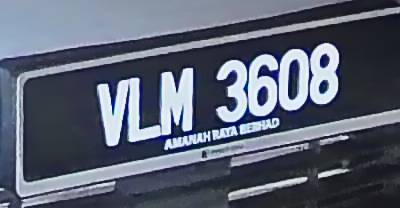 VLM 3608
AMANAH RAYA BERHAD